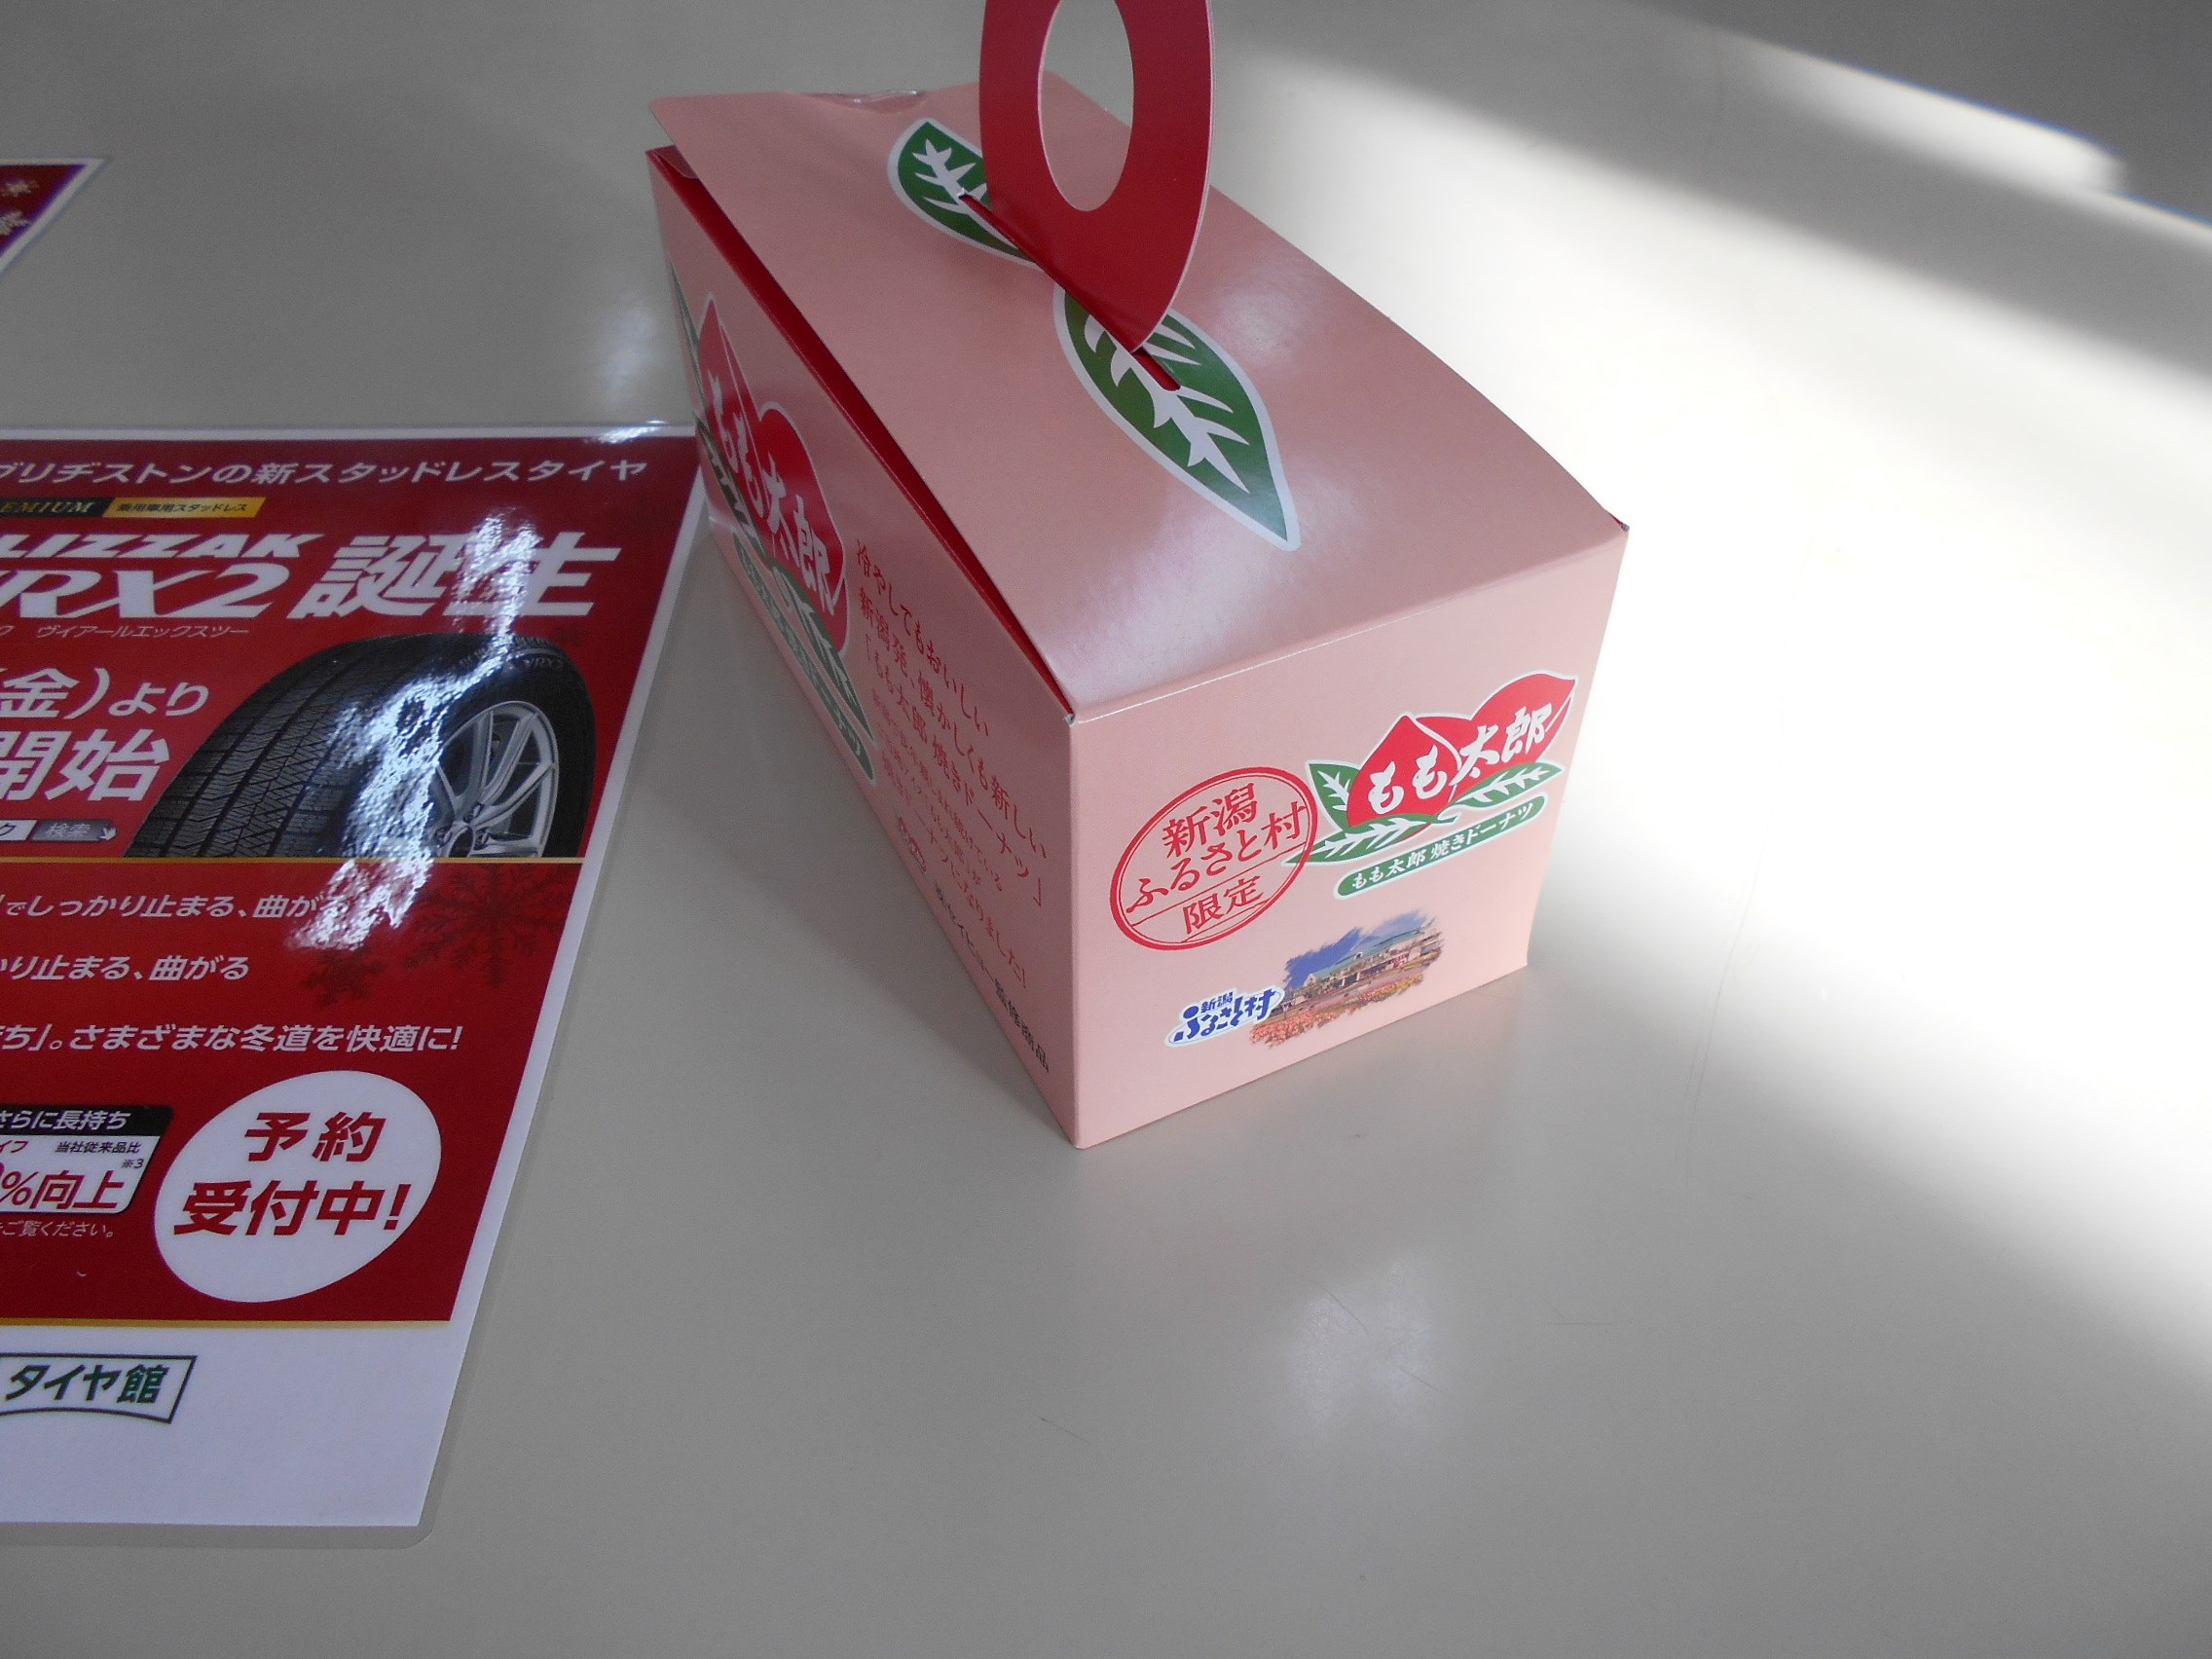 ブリヂストンの新スタッドレスタイヤ
乗用車用スタッドレス
誕生
RX2
ヴィアールエックスツー
(金)より
開始
検索
でしっかり止まる、曲が
り止まる、曲がる
さまざまな冬道を快適に!
さらに長持ち
当社従来品比
※3
%向上
ご覧ください。
予約
受付中!
タイヤ館
もも太郎
冷やしてもおいしい
新潟発、懐かしくも新しい
「もも太郎 焼きドーナツ」
もも太郎
もも太郎 焼きドーナツ
新潟
ふるさと村
限定
新潟
ふるさと村